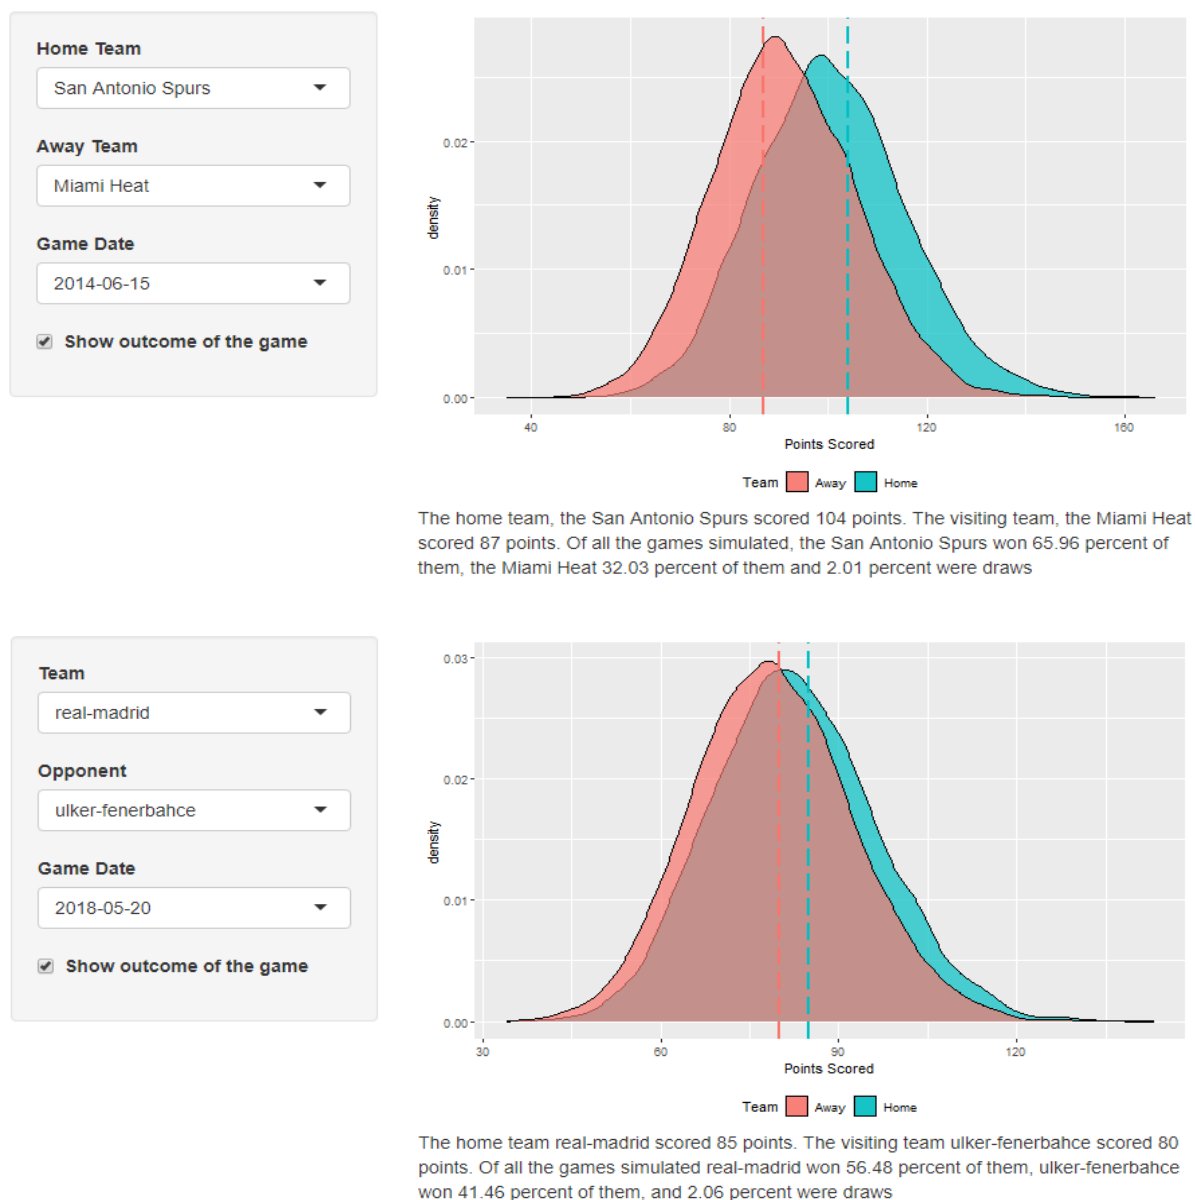 Home Team
San Antonio Spurs
Away Team
Miami Heat
Game Date
2014-06-15
Show outcome of the game
density
0.02
0.01
0.00
40 80 120 160
Points Scored
Team Away Home
The home team, the San Antonio Spurs scored 104 points. The visiting team, the Miami Heat
scored 87 points. Of all the games simulated, the San Antonio Spurs won 65.96 percent of
them, the Miami Heat 32.03 percent of them and 2.01 percent were draws
Team
real-madrid
Opponent
ulker-fenerbahce
Game Date
2018-05-20
Show outcome of the game
density
0.03
0.02
0.01
0.00
30 60 90 120
Points Scored
Team Away Home
The home team real-madrid scored 85 points. The visiting team ulker-fenerbahce scored 80
points. Of all the games simulated real-madrid won 56.48 percent of them, ulker-fenerbahce
won 41.46 percent of them, and 2.06 percent were draws